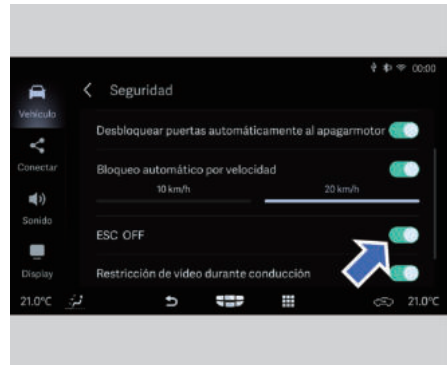 00:00
Seguridad
Vehículo
Desbloquear puertas automáticamente al apagarmotor
Conectar
Bloqueo automático por velocidad
10 km/h 20 km/h
Sonido
ESC OFF
Display
Restricción de video durante conducción
21.0°C 21.0°C